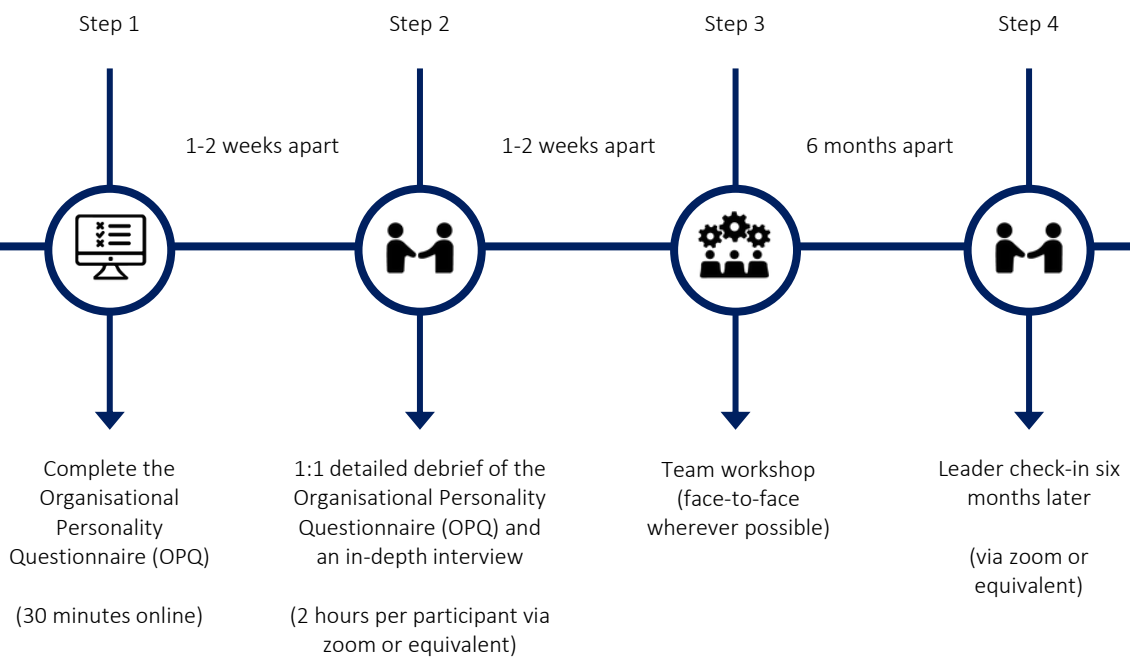 Step 1
Step 2
Step 3
Step 4
1-2 weeks apart
1-2 weeks apart
6 months apart
Complete the
Organisational
Personality
Questionnaire (OPQ)
(30 minutes online)
1:1 detailed debrief of the
Organisational Personality
Questionnaire (OPQ) and
an in-depth interview
(2 hours per participant via
zoom or equivalent)
Team workshop
(face-to-face
wherever possible)
Leader check-in six
months later
(via zoom or
equivalent)